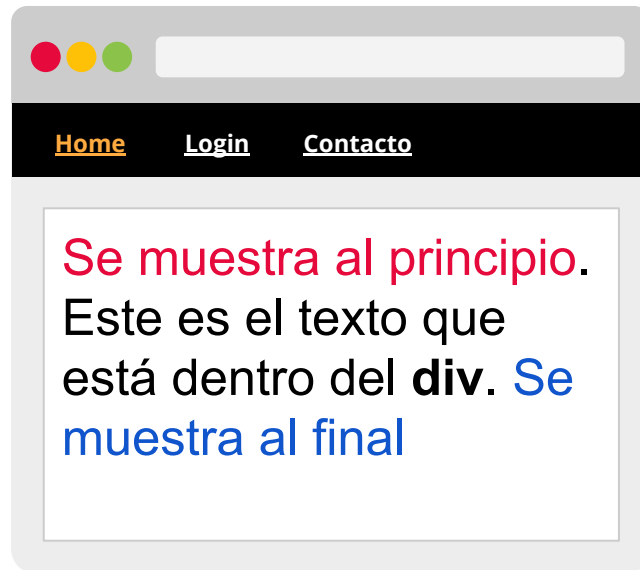 Home Login Contacto
Se muestra al principio.
Este es el texto que
está dentro del div. Se
muestra al final